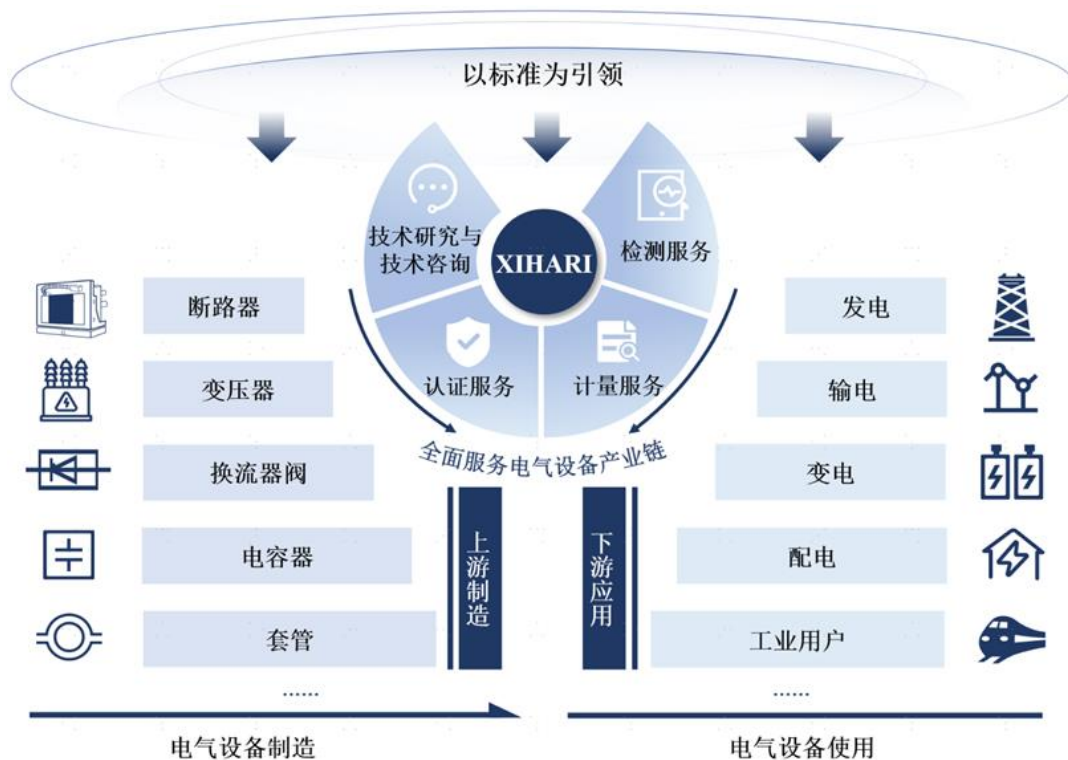 以标准为引领
技术研究与
技术咨询
XIHARI
检测服务
认证服务
计量服务
全面服务电气设备产业链
断路器
变压器
换流器阀
电容器
套管
......
上游制造
下游应用
发电
输电
变电
配电
工业用户
......
电气设备制造
电气设备使用